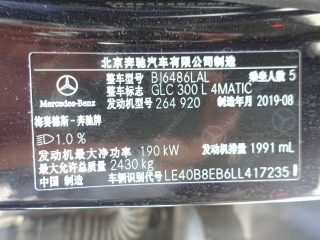 北京奔驰汽车有限公司制造
整车型号 BJ6486LAL 乘坐人数 5
整车标志 GLC 300 L 4MATIC
发动机型号 264 920 制造年月 2019-08
Mercedes-Benz
梅赛德斯-奔驰牌
1.0 %
发动机最大净功率 190 kW 发动机排量 1991 mL
最大允许总质量 2430 kg
车辆识别代号 LE40B8EB6LL417235